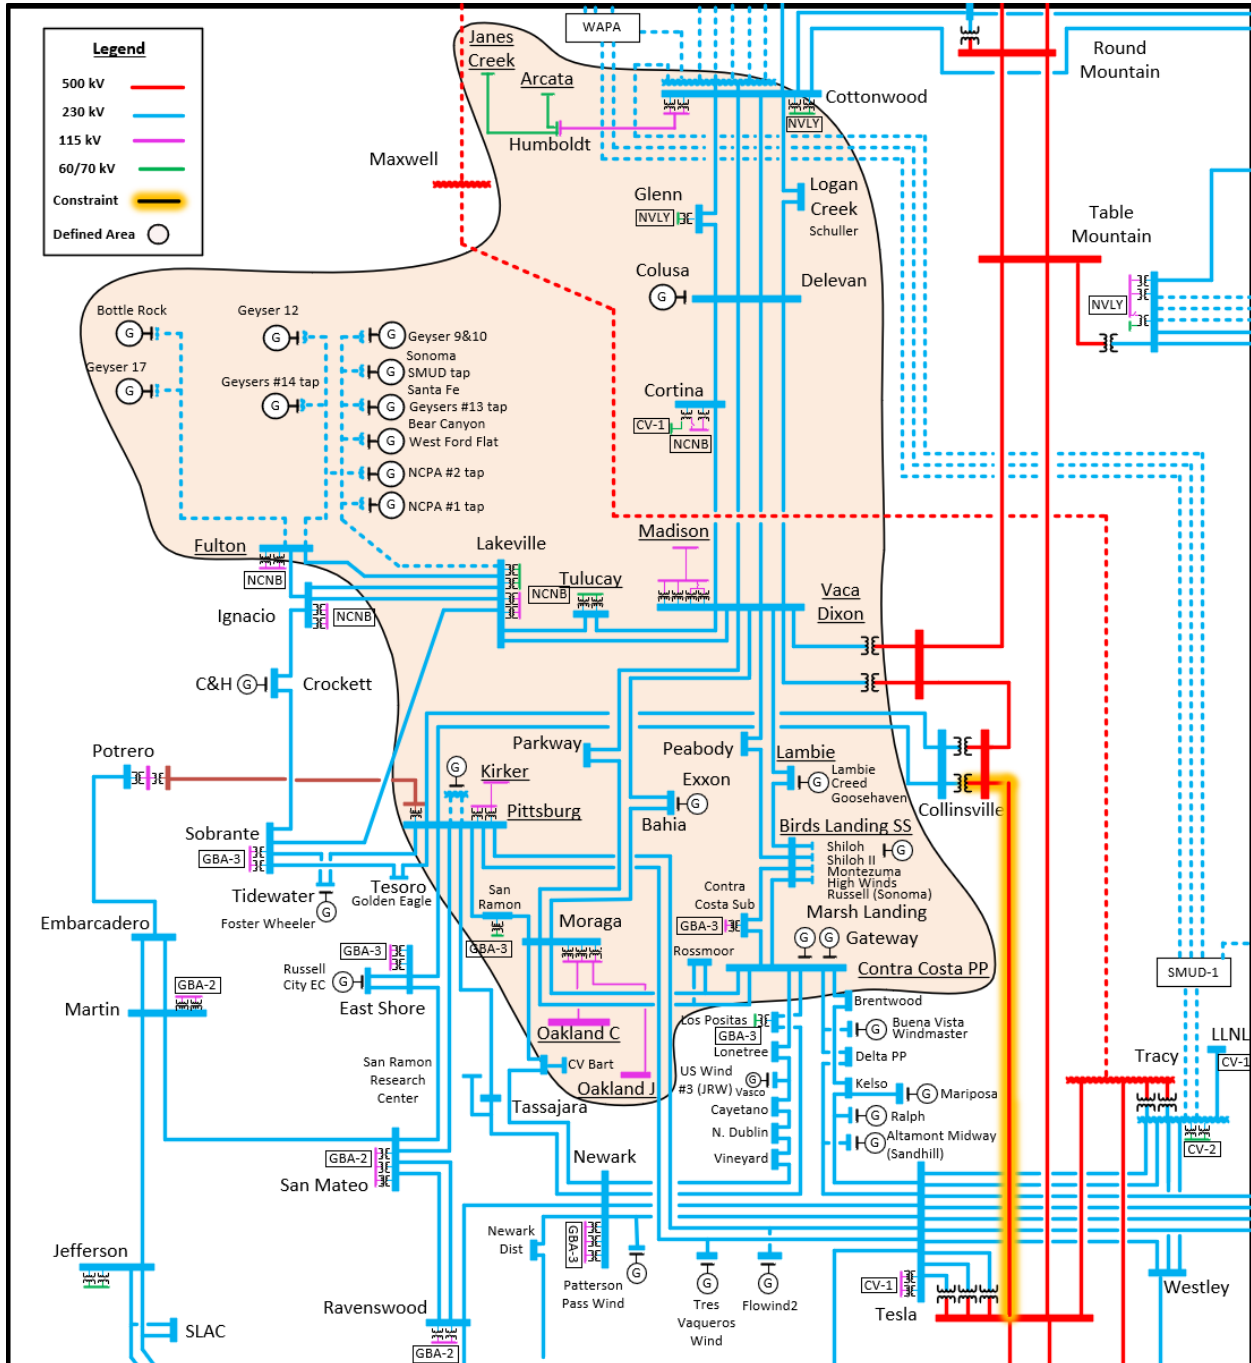 Legend
500 kV
230 kV
115 kV
60/70 kV
Constraint
Defined Area
WAPA
Janes
Creek
Arcata
Humboldt
Cottonwood
NVLY
Round
Mountain
Maxwell
Glenn
NVLY
Logan
Creek
Schuller
Table
Mountain
NVLY
Colusa
G
Delevan
Bottle Rock
G
Geyser 17
G
Geyser 12
G
Geysers #14 tap
G
G
Geyser 9&10
Sonoma
G
SMUD tap
Santa Fe
G
Geysers #13 tap
Bear Canyon
G
West Ford Flat
G
NCPA #2 tap
G
NCPA #1 tap
Cortina
CV-1
NCNB
Fulton
NCNB
Lakeville
NCNB
Tulucay
Madison
Vaca
Dixon
Ignacio
NCNB
C&H
G
Crockett
Potrero
Parkway
Peabody
Lambie
G
Lambie
Creed
Goosehaven
Collinsville
G
Kirker
Pittsburg
Exxon
G
Bahia
Birds Landing SS
Shiloh
G
Shiloh II
Montezuma
High Winds
Russell (Sonoma)
Sobrante
GBA-3
Tidewater
Foster Wheeler
G
Tesoro
Golden Eagle
San
Ramon
GBA-3
Moraga
Contra
Costa Sub
GBA-3
Marsh Landing
G
G
Gateway
Rossmoor
Contra Costa PP
Embarcadero
GBA-2
Martin
GBA-3
Russell
City EC
G
East Shore
SMUD-1
Oakland C
Oakland J
Los Positas
GBA-3
Lonetree
US Wind
#3 (JRW)
G
Vasco
Cayetano
N. Dublin
Vineyard
Brentwood
G
Buena Vista
Windmaster
Delta PP
Kelso
G
Mariposa
G
Ralph
G
Altamont Midway
(Sandhill)
LLNL
CV-1
Tracy
CV-2
San Ramon
Research
Center
CV Bart
Tassajara
GBA-2
San Mateo
Newark
GBA-3
Newark
Dist
Patterson
Pass Wind
G
G
Tres
Vaqueros
Wind
G
Flowind2
CV-1
Tesla
Westley
Jefferson
SLAC
Ravenswood
GBA-2